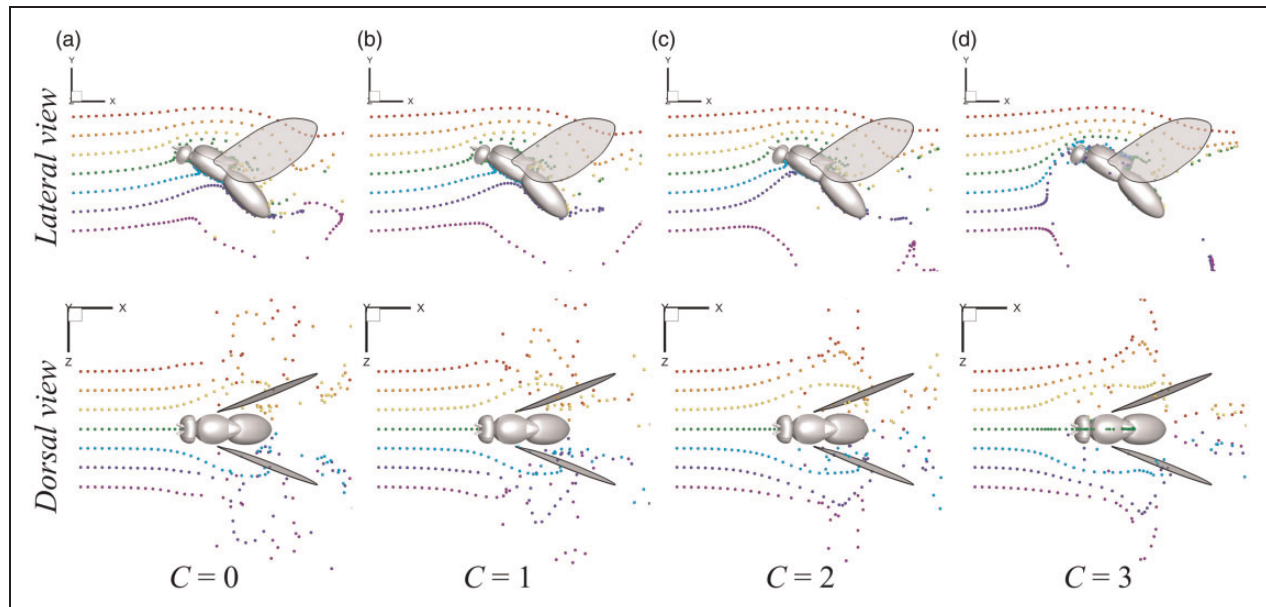 (a) (b) (c) (d)
Y Y Y Y
Lateral view
Z X Z X Z X Z X
Y X Y X Y X Y X
Dorsal view
Z Z Z Z
C = 0 C = 1 C = 2 C = 3